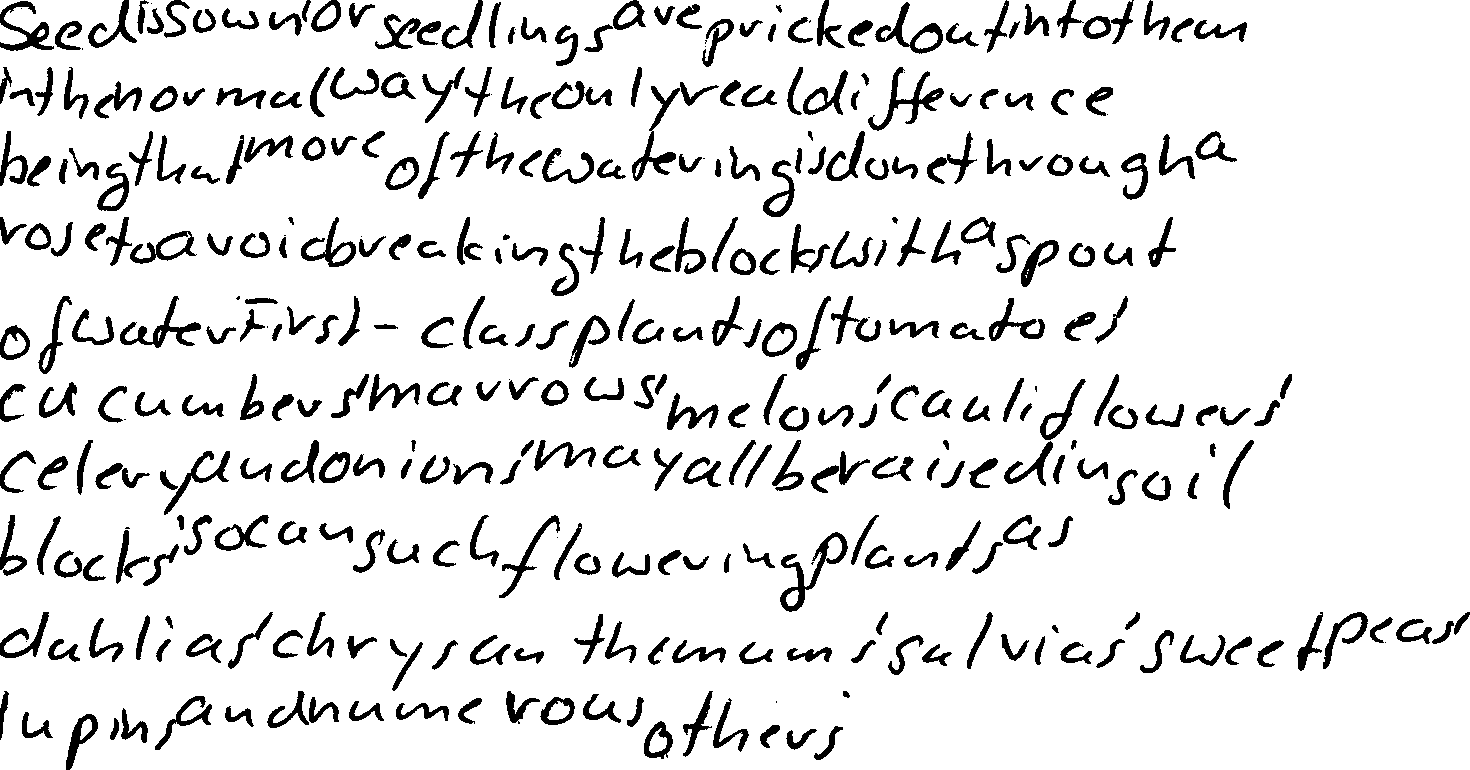 Seed is sown, or seedlings are pricked out into them
in the normal way, the only real difference
being that more of the watering is done through a
rose to avoid breaking the blocks with a spout
of water. First-class plants of tomatoes,
cucumbers, marrows, melons, cauliflowers,
celery and onions, may all be raised in soil
blocks, so can such flowering plants as
dahlias, chrysanthemums, salvias, sweet peas,
lupins and numerous others